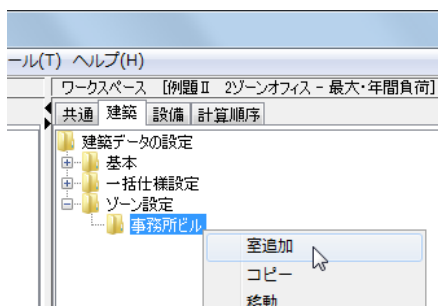 ール(T) ヘルプ(H)
ワークスペース [例題Ⅱ 2ゾーンオフィス - 最大・年間負荷]
共通 建築 設備 計算順序
建築データの設定
基本
一括仕様設定
ゾーン設定
事務所ビル
室追加
コピー
移動